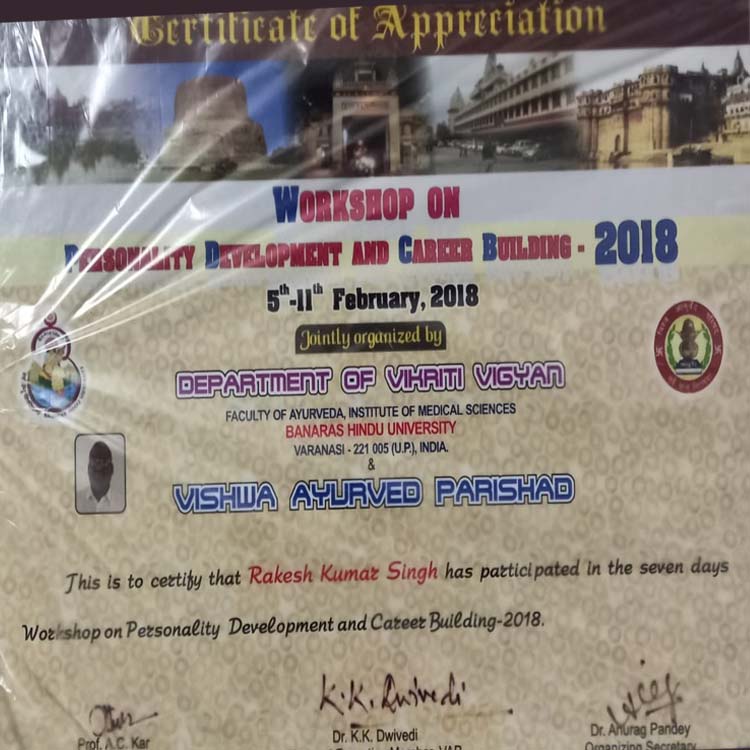 Certificate of Appreciation
WORKSHOP ON
PERSONALITY DEVELOPMENT AND CAREER BUILDING - 2018
5th-11th February, 2018
Jointly organized by
DEPARTMENT OF VIKRITI VIGYAN
FACULTY OF AYURVEDA, INSTITUTE OF MEDICAL SCIENCES
BANARAS HINDU UNIVERSITY
VARANASI - 221 005 (U.P.), INDIA.
&
VISHWA AYURVED PARISHAD
This is to certify that Rakesh Kumar Singh has participated in the seven days
Workshop on Personality Development and Career Building-2018.
K.K. Dwivedi
Prof. A.C. Kar
Dr. K.K. Dwivedi
Dr. Anurag Pandey
Organizing Secretary